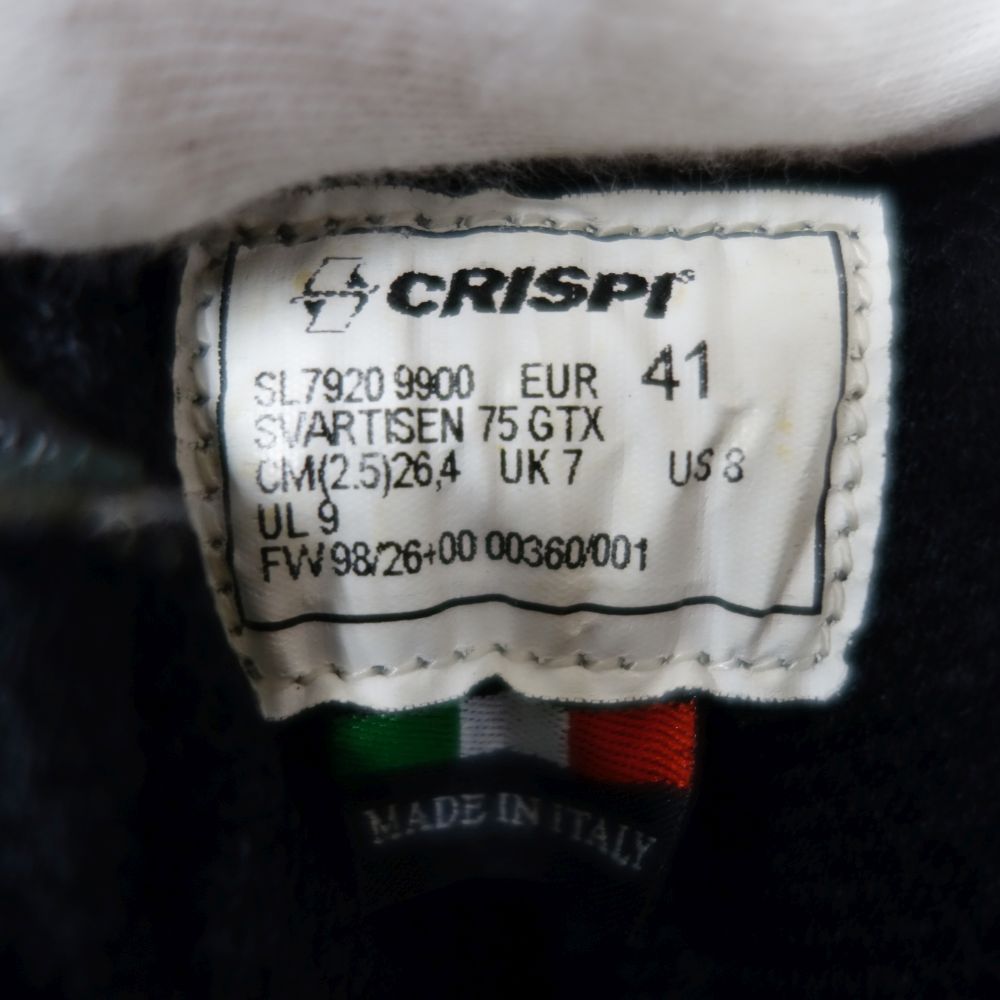 CRISPI®
SL7920 9900 EUR 41
SVARTISEN 75 GTX
CM(2.5)26,4 UK 7 US 8
UL 9
FW 98/26+00 00360/001
MADE IN ITALY